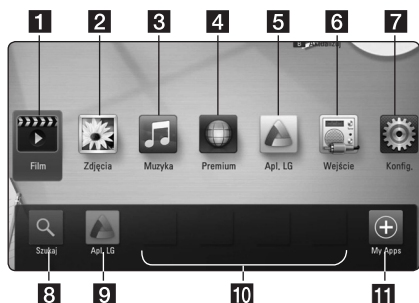 1 2 3 4 5 6 7
Film Zdjęcia Muzyka Premium Apl. LG Wejście Konfig.
Szukaj Apl. LG My Apps
8 9 10 11